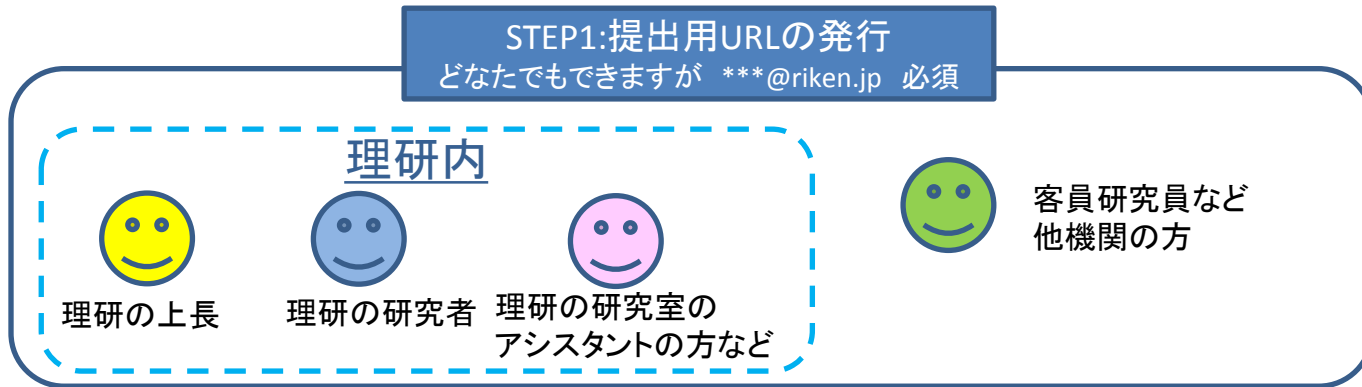 STEP1:提出用URLの発行
どなたでもできますが ***@riken.jp 必須
理研内
理研の上長
理研の研究者
理研の研究室の
アシスタントの方など
客員研究員など
他機関の方